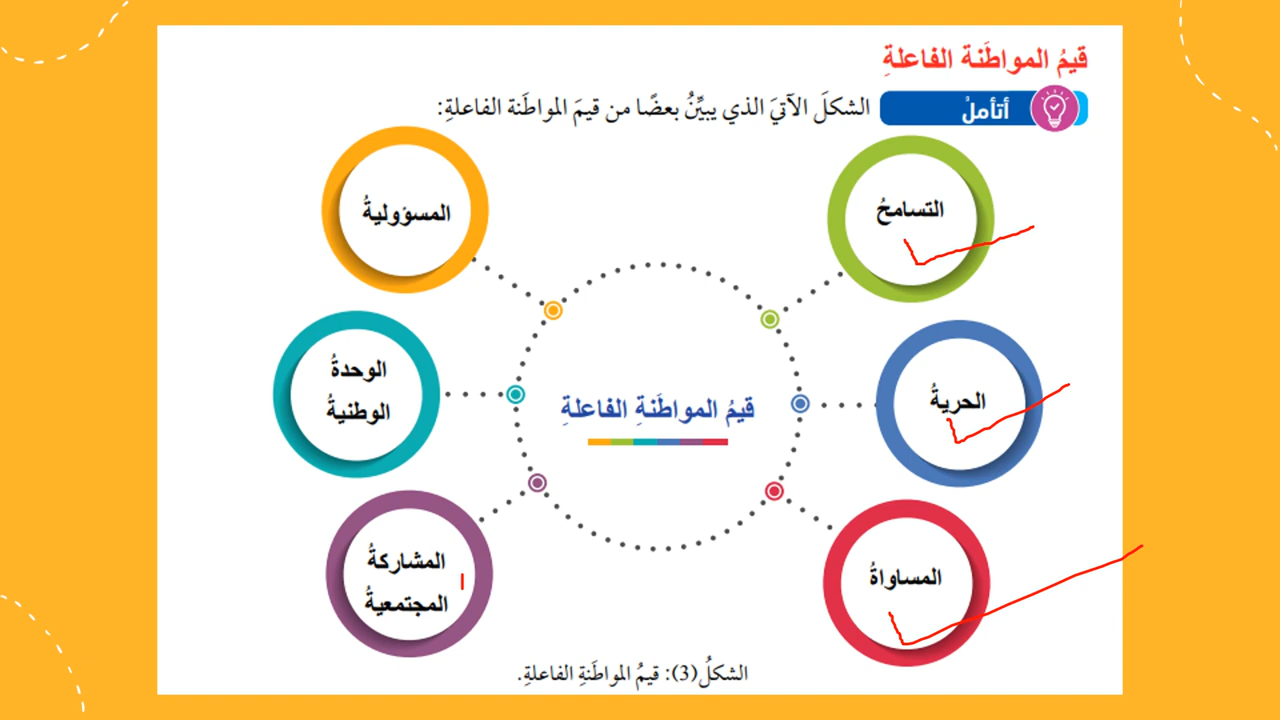 قيمُ المواطَنة الفاعلةِ
أتأملُ
الشكلَ الآتيَ الذي يبيِّنُ بعضًا من قيمَ المواطَنة الفاعلةِ:
التسامحُ
الحريةُ
المساواةُ
قيمُ المواطَنةِ الفاعلةِ
المسؤوليةُ
الوحدةُ
الوطنيةُ
المشاركةُ
المجتمعيةُ
الشكلُ(3): قيمُ المواطَنةِ الفاعلةِ.